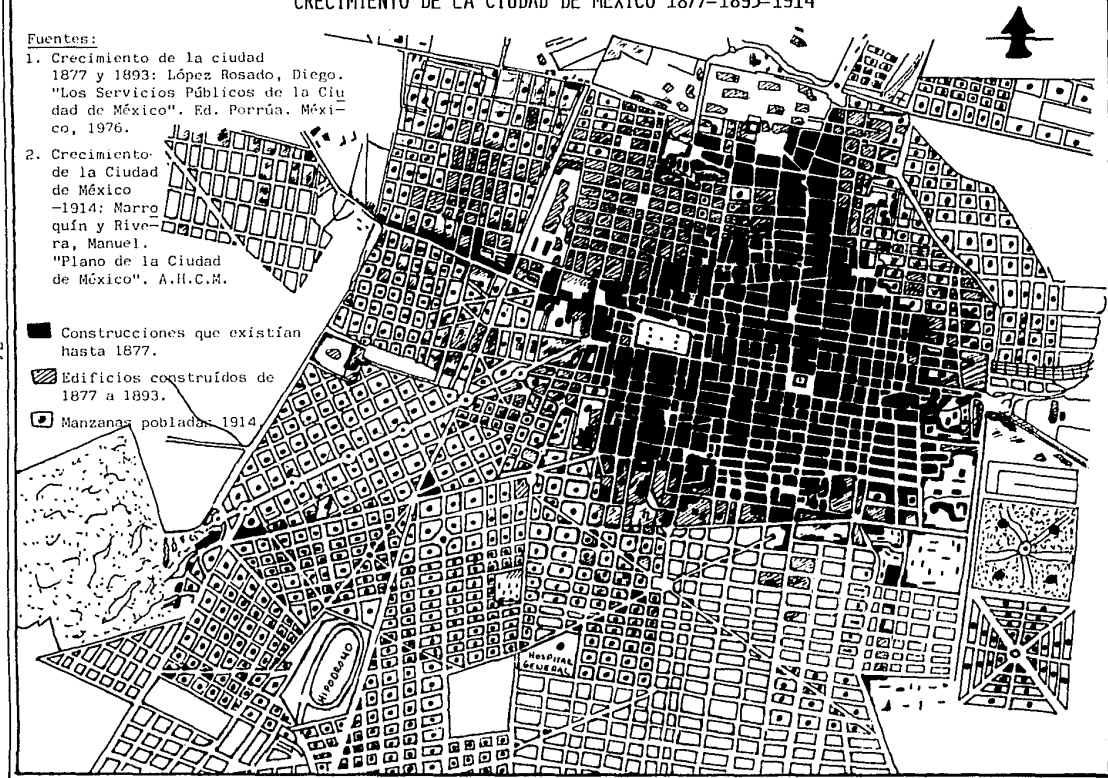 CRECIMIENTO DE LA CIUDAD DE MEXICO 1877-1893-1914
Fuentes:
1. Crecimiento de la ciudad
1877 y 1893: López Rosado, Diego.
"Los Servicios Públicos de la Ciu
dad de México". Ed. Porrúa. Méxi-
co, 1976.
2. Crecimiento
de la Ciudad
de México
-1914: Marro
quín y Rive-
ra, Manuel.
"Plano de la Ciudad
de México". A.H.C.M.
Construcciones que existían
hasta 1877.
Edificios construídos de
1877 a 1893.
Manzanas pobladas 1914
HIPODROMO
HOSPITAL
GENERAL